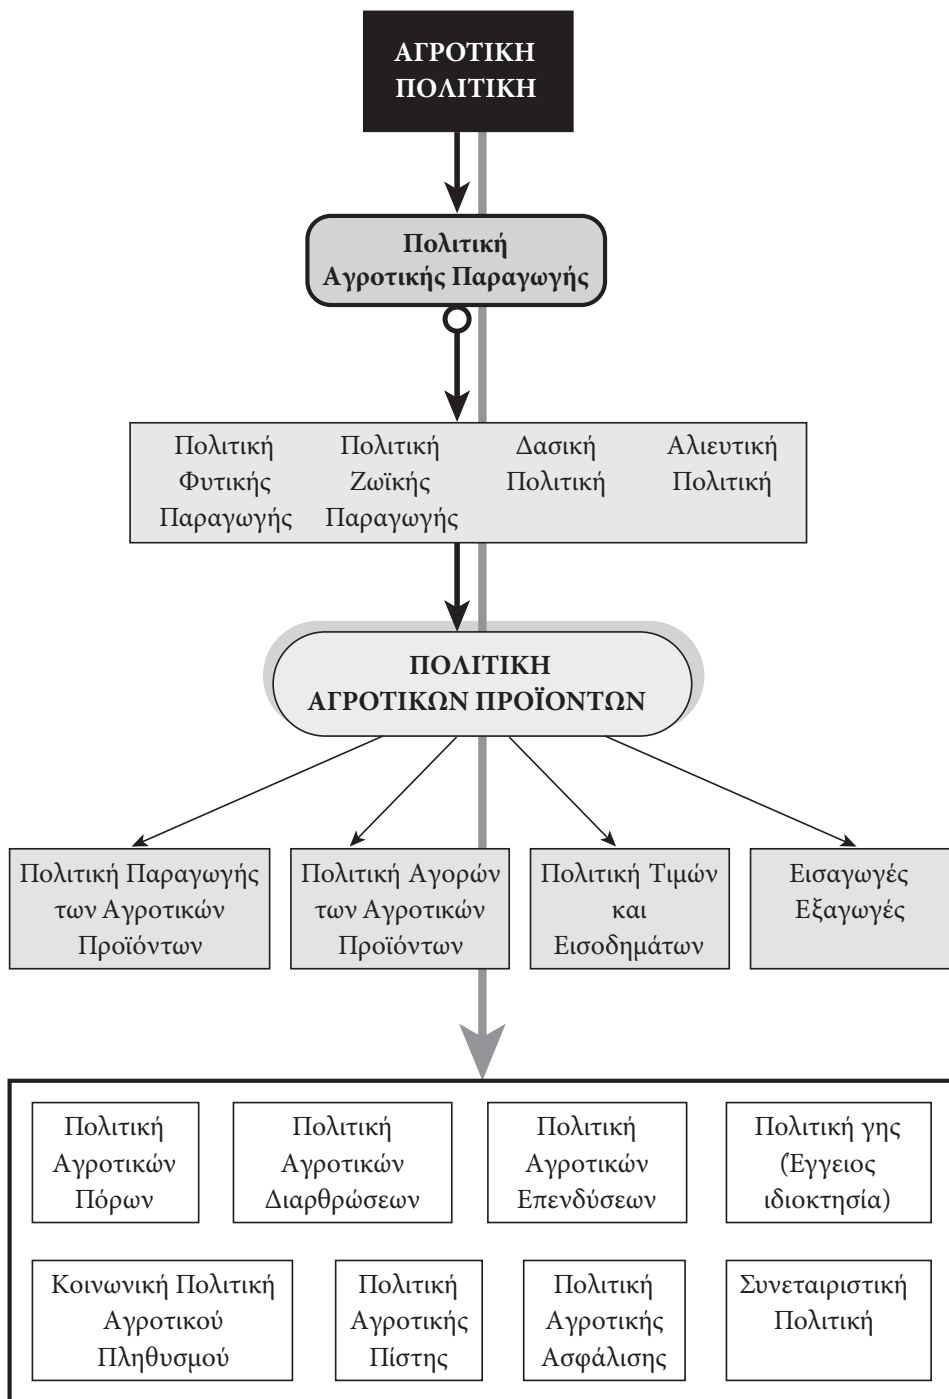 ΑΓΡΟΤΙΚΗ
ΠΟΛΙΤΙΚΗ
Πολιτική
Αγροτικής Παραγωγής
Πολιτική
Φυτικής
Παραγωγής
Πολιτική
Ζωϊκής
Παραγωγής
Δασική
Πολιτική
Αλιευτική
Πολιτική
ΠΟΛΙΤΙΚΗ
ΑΓΡΟΤΙΚΩΝ ΠΡΟΪΟΝΤΩΝ
Πολιτική Παραγωγής
των Αγροτικών
Προϊόντων
Πολιτική Αγορών
των Αγροτικών
Προϊόντων
Πολιτική Τιμών
και
Εισοδημάτων
Εισαγωγές
Εξαγωγές
Πολιτική
Αγροτικών
Πόρων
Πολιτική
Αγροτικών
Διαρθρώσεων
Πολιτική
Αγροτικών
Επενδύσεων
Πολιτική γης
(Έγγειος
ιδιοκτησία)
Κοινωνική Πολιτική
Αγροτικού
Πληθυσμού
Πολιτική
Αγροτικής
Πίστης
Πολιτική
Αγροτικής
Ασφάλισης
Συνεταιριστική
Πολιτική